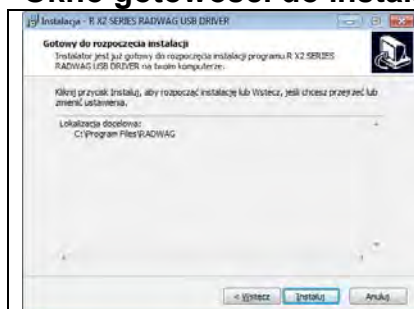 Okno gotowości do instal
Instalacja - R X2 SERIES RADWAG USB DRIVER
Gotowy do rozpoczęcia instalacji
Instalator jest już gotowy do rozpoczęcia instalacji programu R X2 SERIES
RADWAG USB DRIVER na twoim komputerze.
Kliknij przycisk Instaluj, aby rozpocząć instalację lub Wstecz, jeśli chcesz przejrzeć lub
zmienić ustawienia.
Lokalizacja docelowa:
C:\Program Files\RADWAG
< Wstecz Instaluj Anuluj